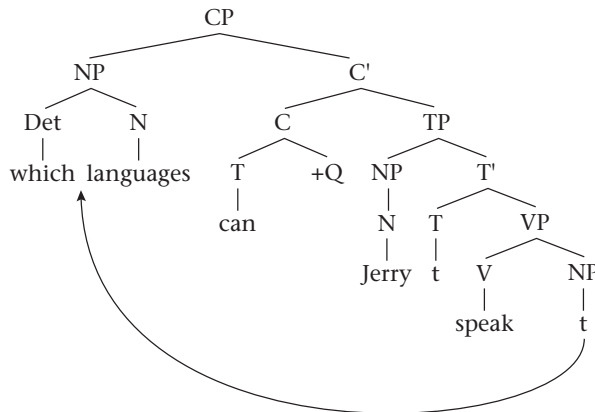 CP
NP C'
Det N C TP
which languages T +Q NP T'
can N T VP
Jerry t V NP
speak t